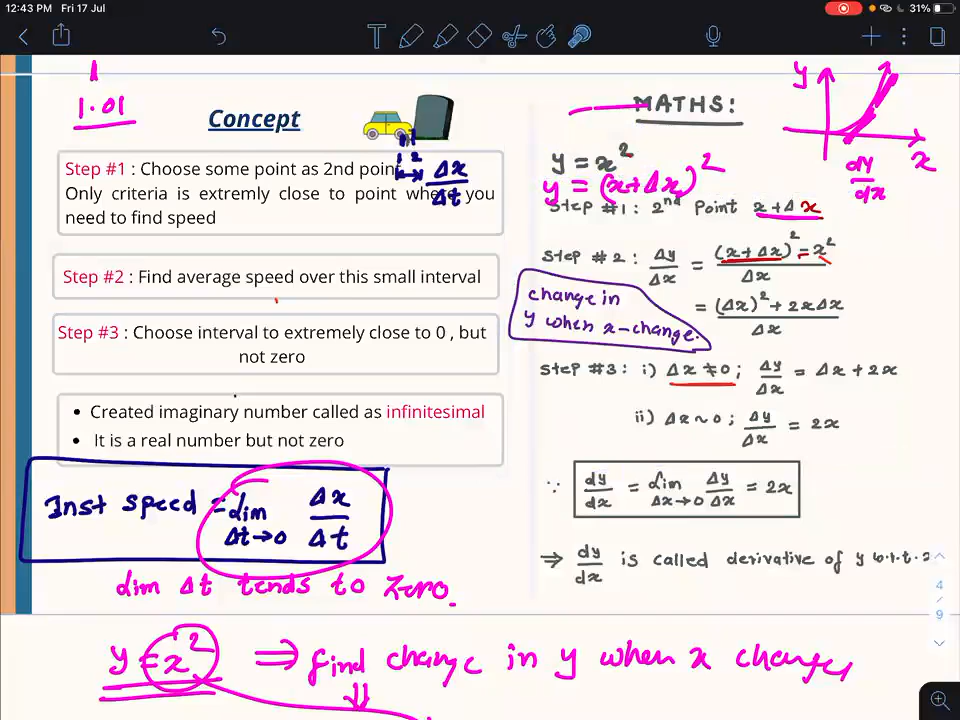 12:43 PM Fri 17 Jul
31%
1
1.01
Concept
Step #1 : Choose some point as 2nd point.
Only criteria is extremly close to point where you
need to find speed
1 2
Δx
Δt
Step #2 : Find average speed over this small interval
Step #3 : Choose interval to extremely close to 0 , but
not zero
• Created imaginary number called as infinitesimal
• It is a real number but not zero
Inst speed = lim Δt→0 Δx/Δt
lim Δt tends to zero.
MATHS:
y = x²
y = (x+Δx)²
Step #1: 2nd Point x+Δx
Step #2: Δy/Δx = ((x+Δx)² - x²)/Δx
= ((Δx)² + 2xΔx)/Δx
change in
y when x-change.
Step #3: i) Δx ≠ 0; Δy/Δx = Δx + 2x
ii) Δx ~ 0; Δy/Δx = 2x
∵ dy/dx = lim Δx→0 Δy/Δx = 2x
⇒ dy/dx is called derivative of y w.r.t.
y
x
dy
dx
4
/
9
y = x² ⇒ find change in y when x changes